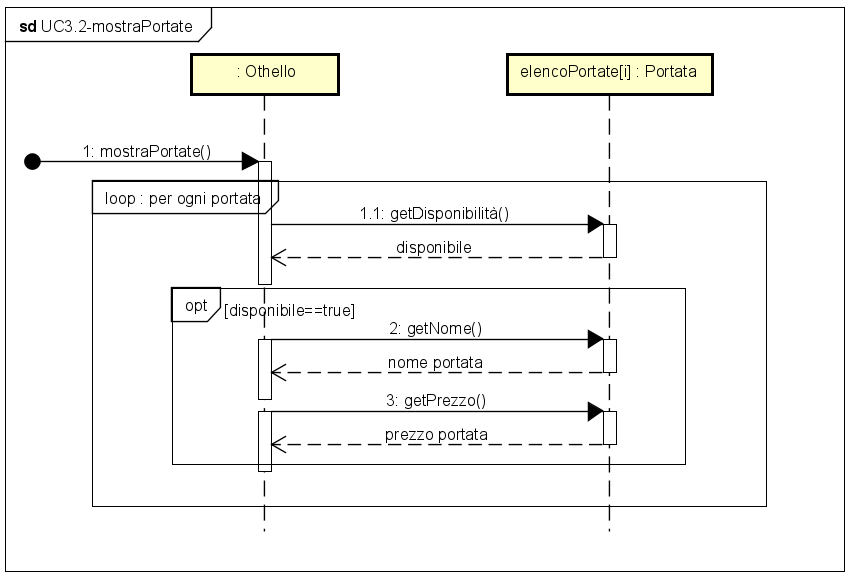 sd UC3.2-mostraPortate
: Othello
elencoPortate[i] : Portata
1: mostraPortate()
loop : per ogni portata
1.1: getDisponibilità()
disponibile
opt
[disponibile==true]
2: getNome()
nome portata
3: getPrezzo()
prezzo portata